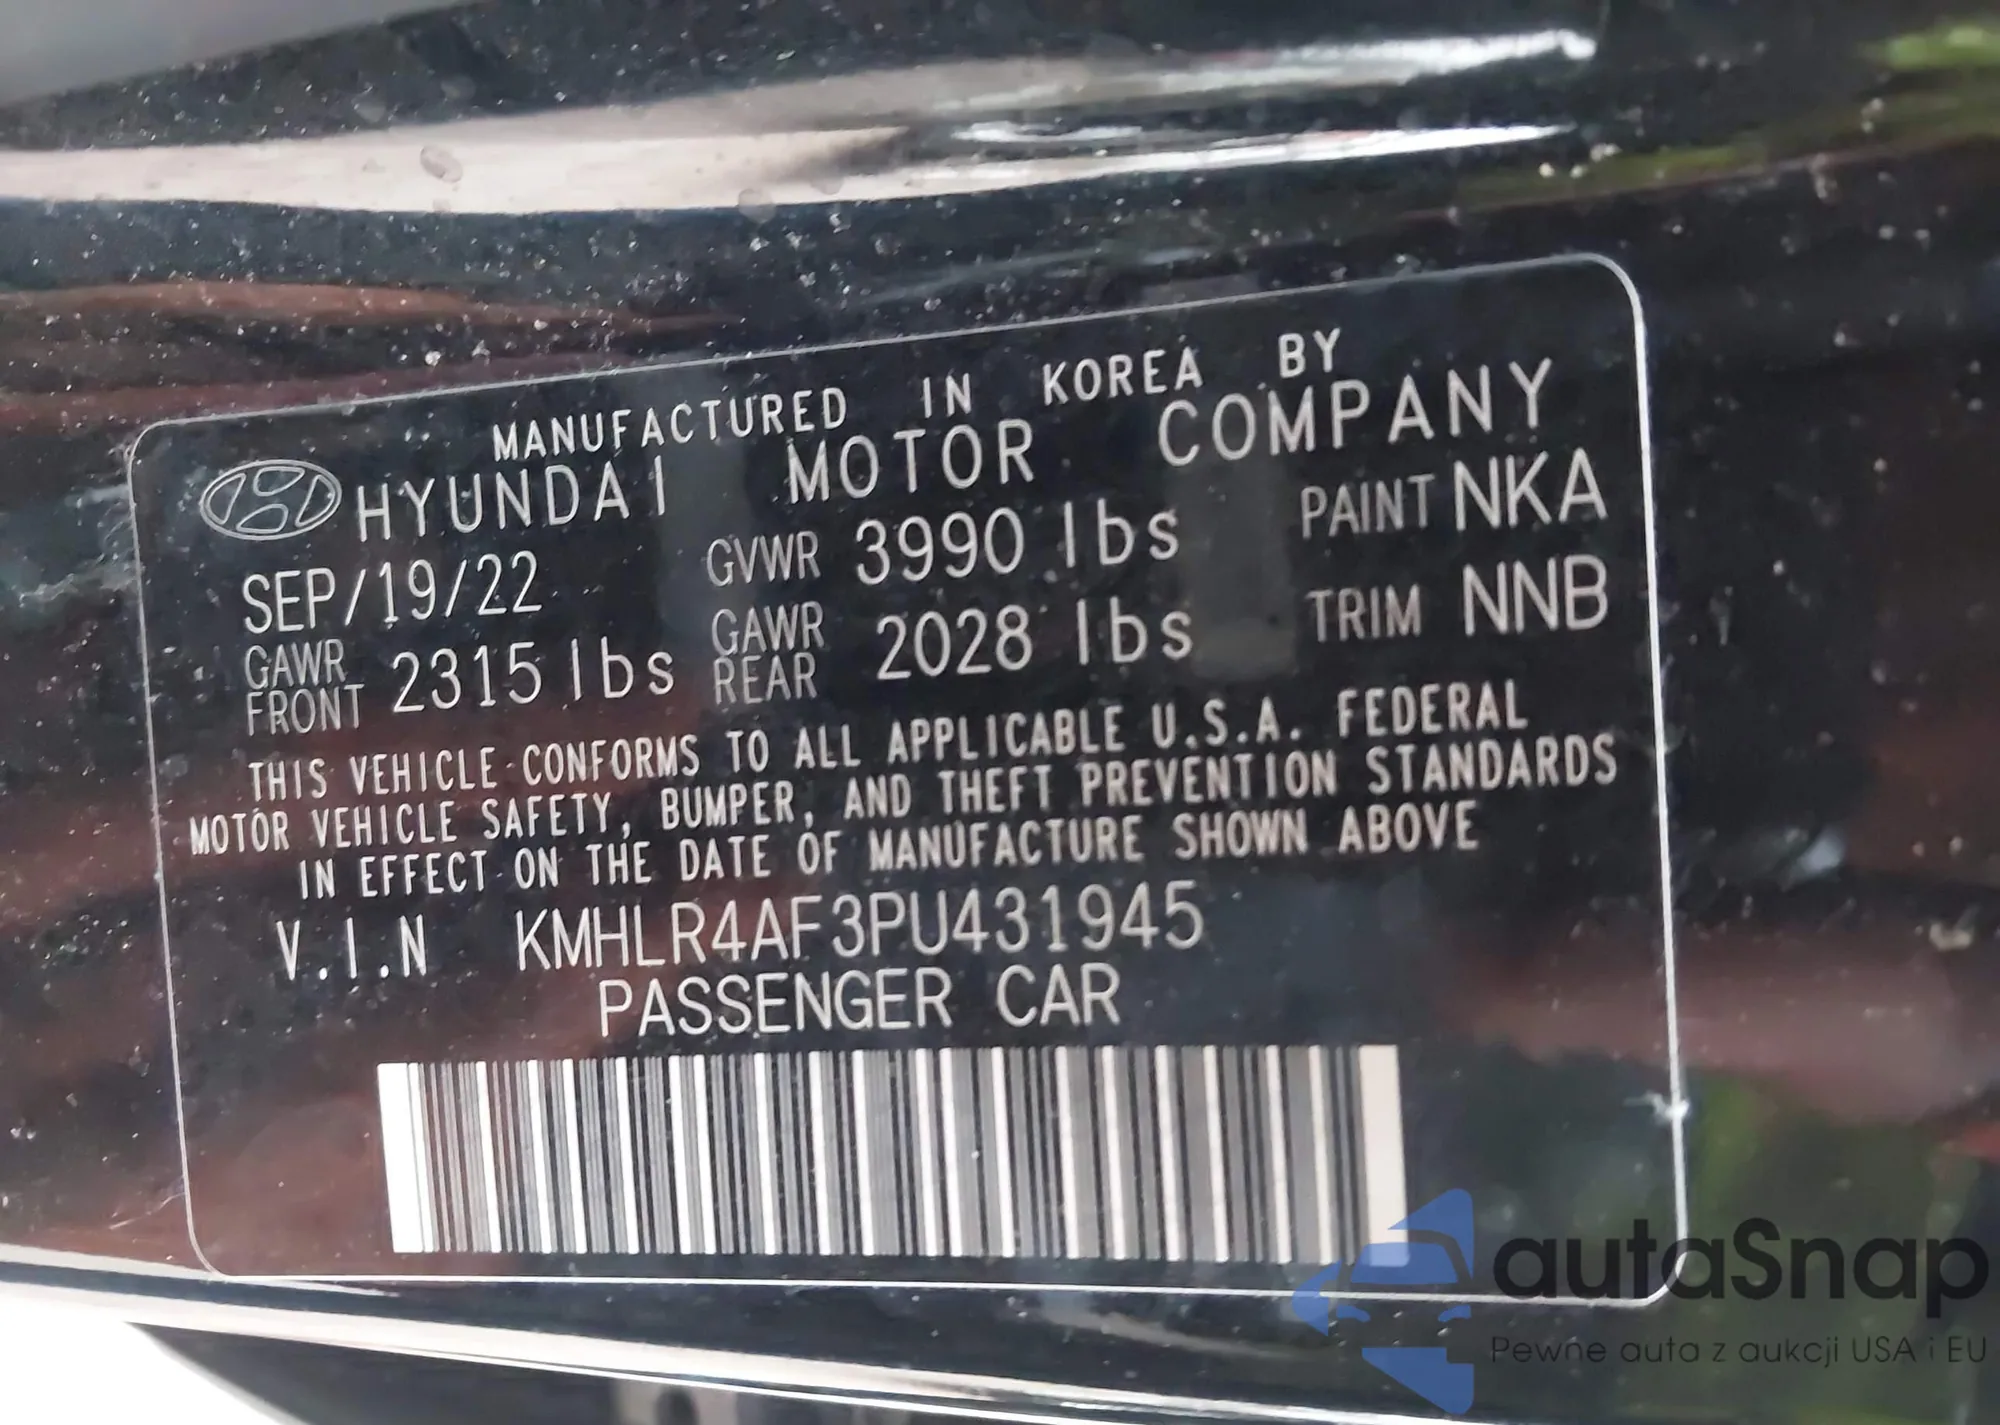 MANUFACTURED IN KOREA BY
HYUNDAI MOTOR COMPANY
SEP/19/22 GVWR 3990 lbs PAINT NKA
GAWR FRONT 2315 lbs GAWR REAR 2028 lbs TRIM NNB
THIS VEHICLE CONFORMS TO ALL APPLICABLE U.S.A. FEDERAL
MOTOR VEHICLE SAFETY, BUMPER, AND THEFT PREVENTION STANDARDS
IN EFFECT ON THE DATE OF MANUFACTURE SHOWN ABOVE
V.I.N KMHLR4AF3PU431945
PASSENGER CAR
autaSnap
Pewne auta z aukcji USA i EU